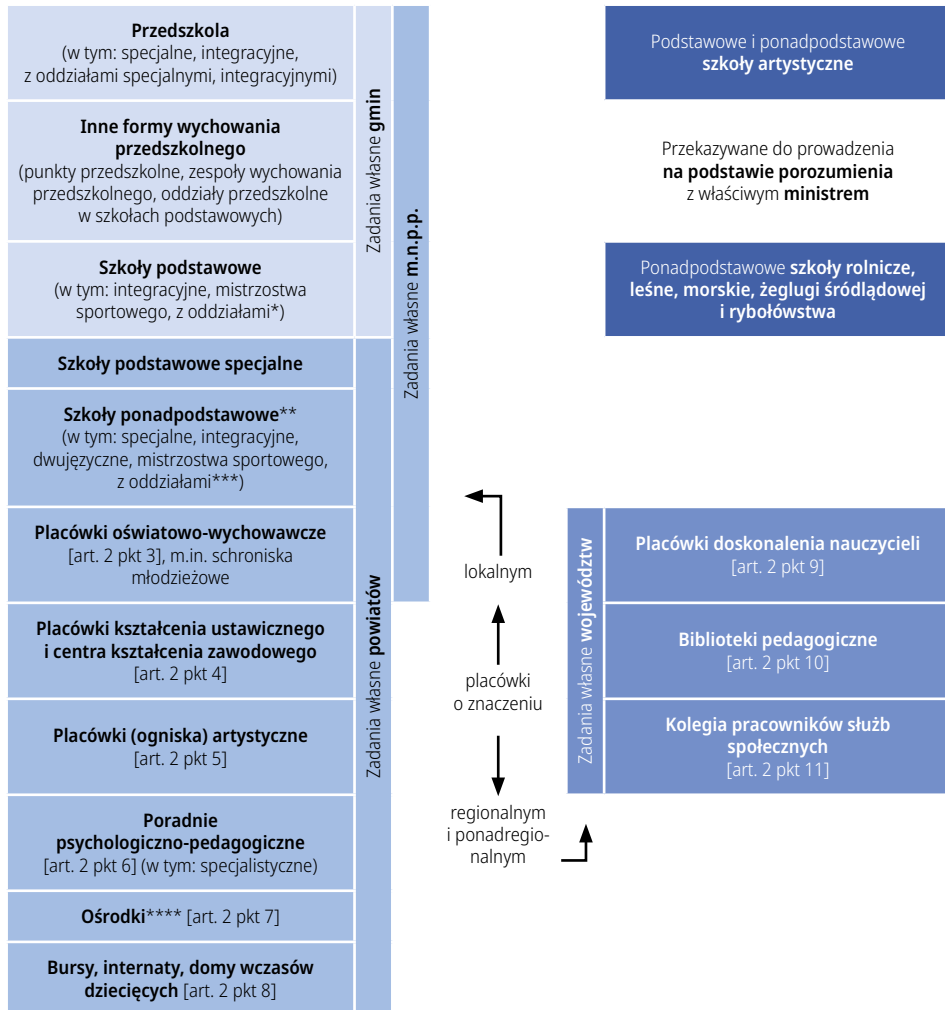 Przedszkola
(w tym: specjalne, integracyjne,
z oddziałami specjalnymi, integracyjnymi)
Inne formy wychowania
przedszkolnego
(punkty przedszkolne, zespoły wychowania
przedszkolnego, oddziały przedszkolne
w szkołach podstawowych)
Szkoły podstawowe
(w tym: integracyjne, mistrzostwa
sportowego, z oddziałami*)
Szkoły podstawowe specjalne
Szkoły ponadpodstawowe**
(w tym: specjalne, integracyjne,
dwujęzyczne, mistrzostwa sportowego,
z oddziałami***)
Placówki oświatowo-wychowawcze
[art. 2 pkt 3], m.in. schroniska
młodzieżowe
Placówki kształcenia ustawicznego
i centra kształcenia zawodowego
[art. 2 pkt 4]
Placówki (ogniska) artystyczne
[art. 2 pkt 5]
Poradnie
psychologiczno-pedagogiczne
[art. 2 pkt 6] (w tym: specjalistyczne)
Ośrodki**** [art. 2 pkt 7]
Bursy, internaty, domy wczasów
dziecięcych [art. 2 pkt 8]
Zadania własne gmin
Zadania własne powiatów
Zadania własne m.n.p.p.
lokalnym
placówki
o znaczeniu
regionalnym
i ponadregio-
nalnym
Podstawowe i ponadpodstawowe
szkoły artystyczne
Przekazywane do prowadzenia
na podstawie porozumienia
z właściwym ministrem
Ponadpodstawowe szkoły rolnicze,
leśne, morskie, żeglugi śródlądowej
i rybołówstwa
Zadania własne województw
Placówki doskonalenia nauczycieli
[art. 2 pkt 9]
Biblioteki pedagogiczne
[art. 2 pkt 10]
Kolegia pracowników służb
społecznych
[art. 2 pkt 11]